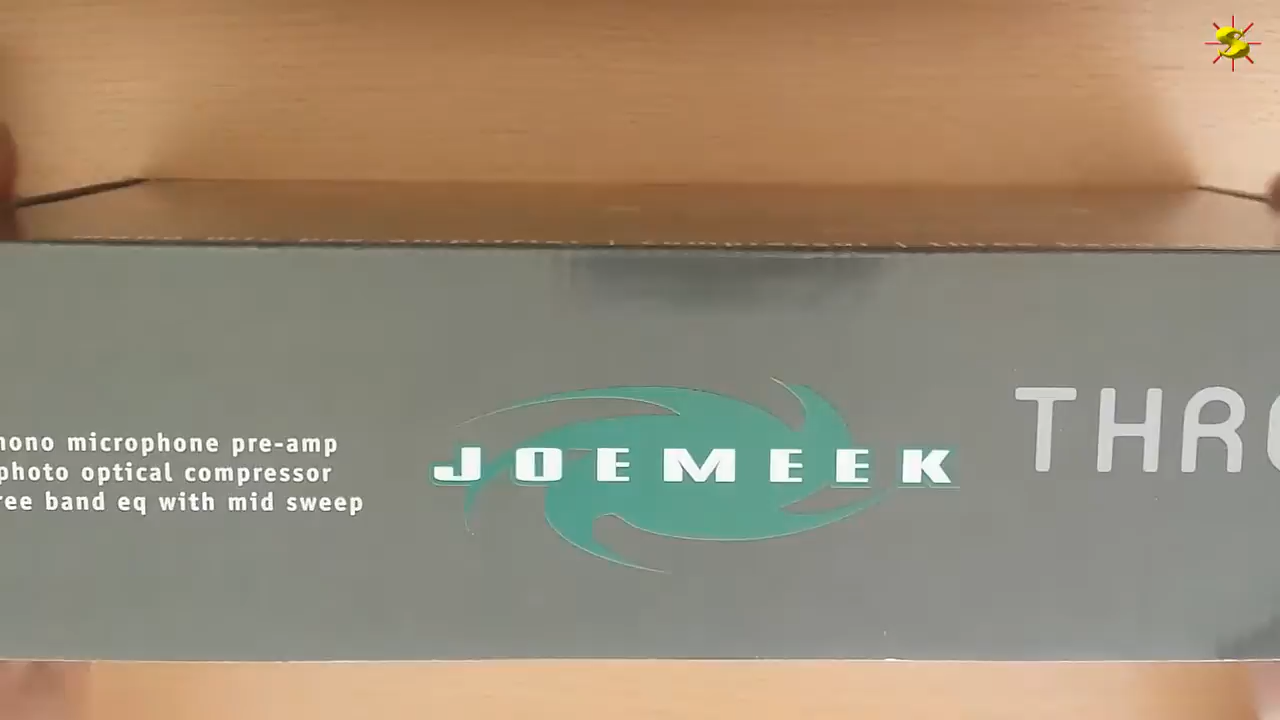 mono microphone pre-amp
photo optical compressor
ree band eq with mid sweep
JOEMEEK
THR
S